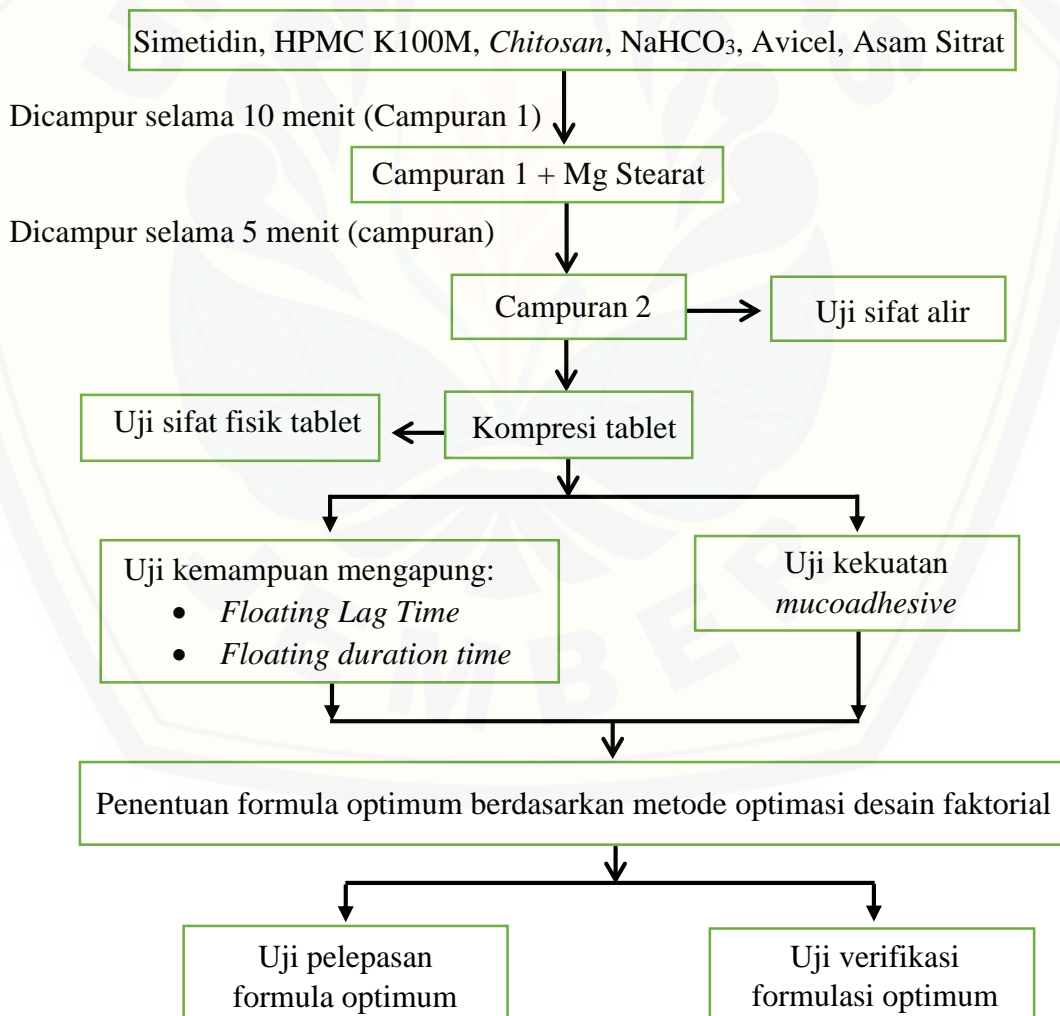 Simetidin, HPMC K100M, Chitosan, NaHCO₃, Avicel, Asam Sitrat
Dicampur selama 10 menit (Campuran 1)
Campuran 1 + Mg Stearat
Dicampur selama 5 menit (campuran)
Campuran 2
Uji sifat alir
Uji sifat fisik tablet
Kompresi tablet
Uji kemampuan mengapung:
• Floating Lag Time
• Floating duration time
Uji kekuatan
mucoadhesive
Penentuan formula optimum berdasarkan metode optimasi desain faktorial
Uji pelepasan
formula optimum
Uji verifikasi
formulasi optimum